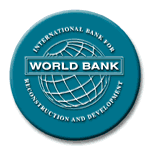 INTERNATIONAL BANK FOR
WORLD BANK
RECONSTRUCTION AND DEVELOPMENT